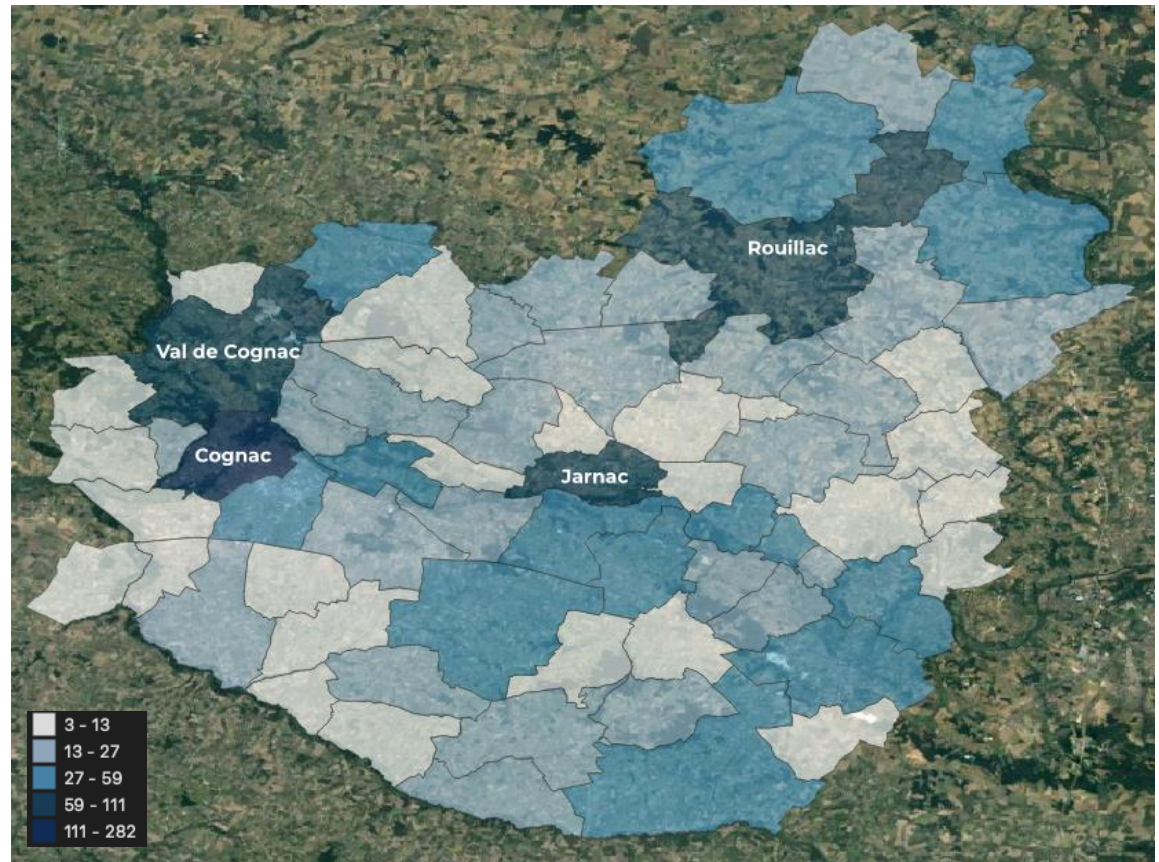 Rouillac
Val de Cognac
Cognac
Jarnac
3 - 13
13 - 27
27 - 59
59 - 111
111 - 282